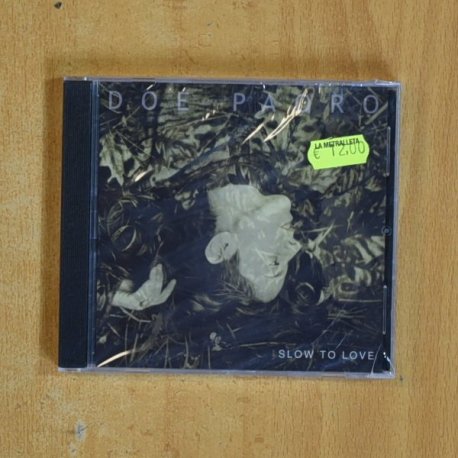 DOE PAORO
LA METRALLETA
€ 12.00
SLOW TO LOVE